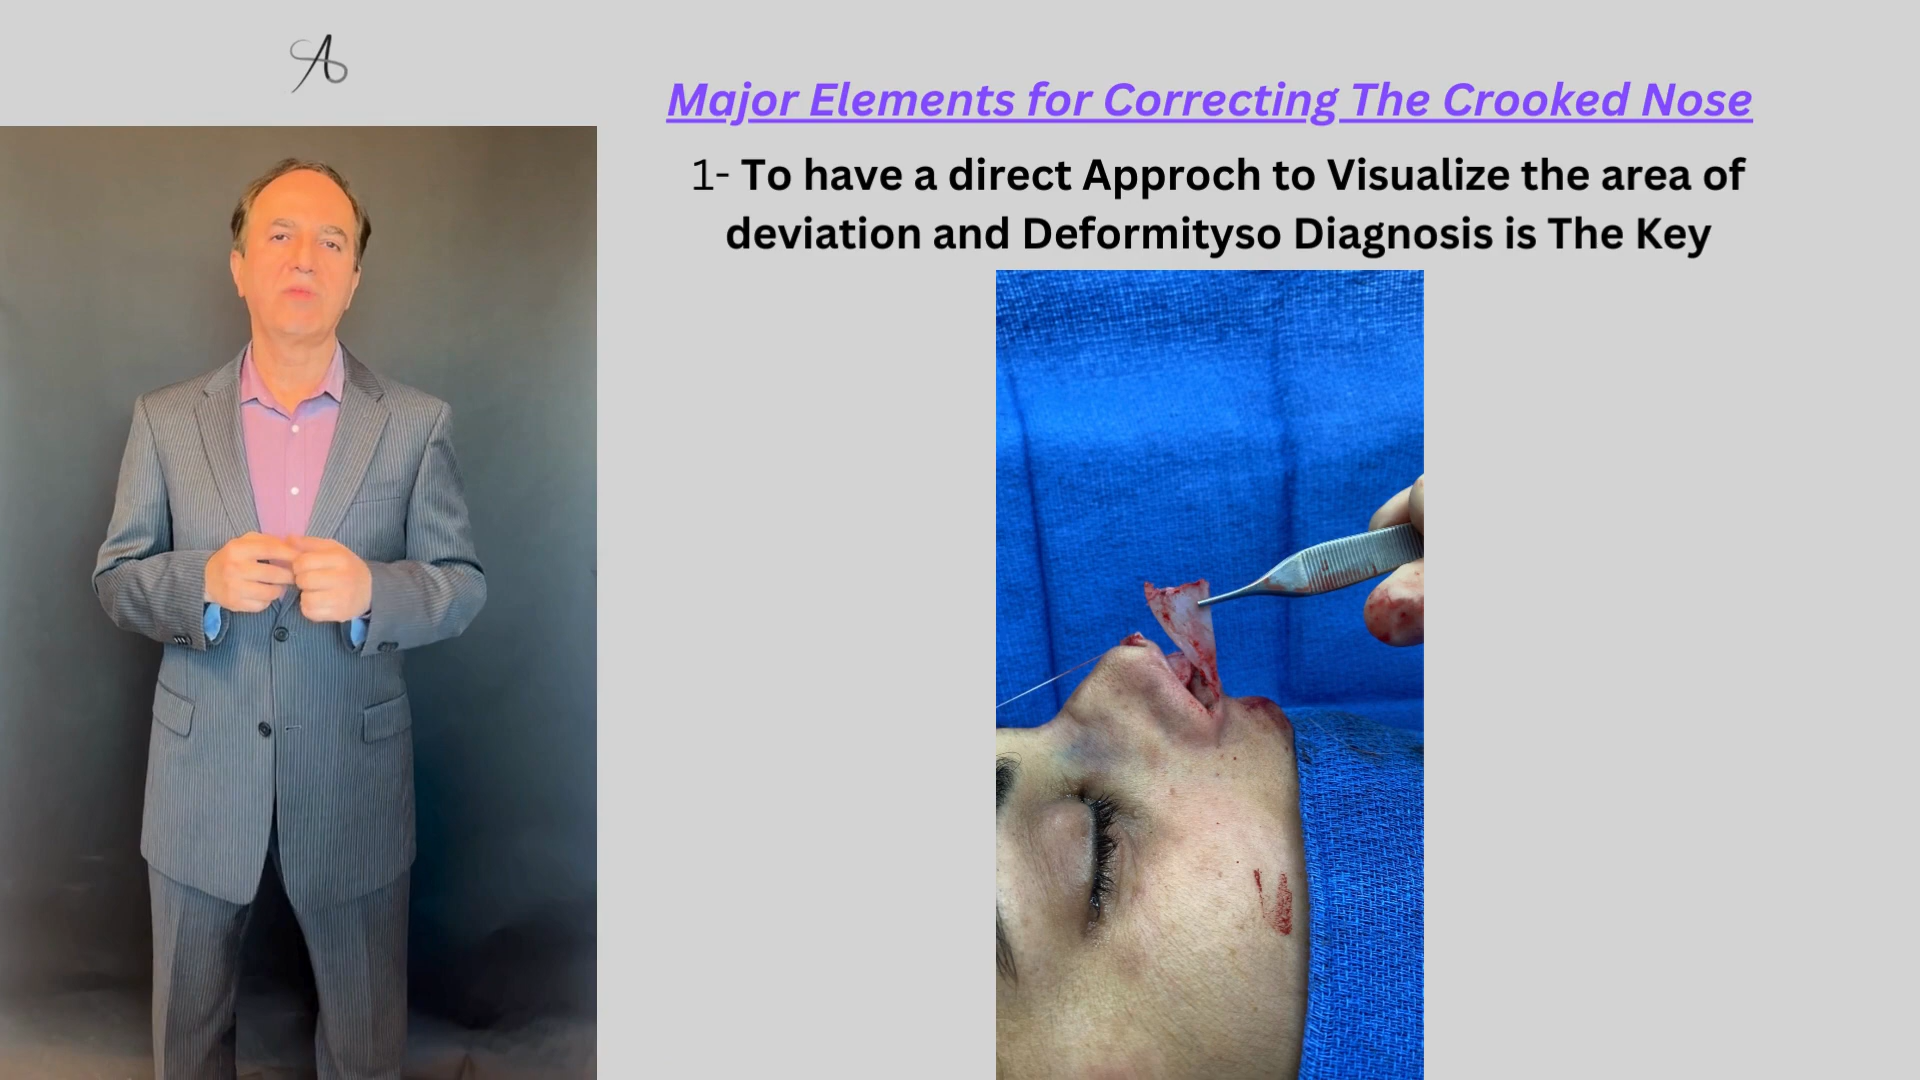 Major Elements for Correcting The Crooked Nose
1- To have a direct Approch to Visualize the area of
deviation and Deformityso Diagnosis is The Key